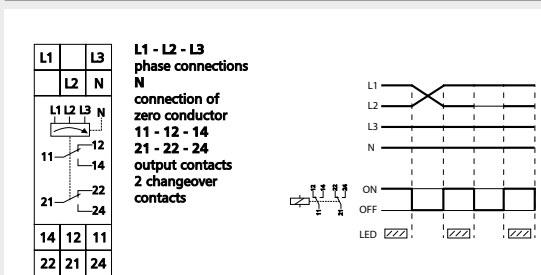 L1 L3
L2 N
L1 L2 L3 N
12
11
14
22
21
24
14 12 11
22 21 24
L1 - L2 - L3
phase connections
N
connection of
zero conductor
11 - 12 - 14
21 - 22 - 24
output contacts
2 changeover
contacts
L1
L2
L3
N
ON
OFF
LED
12 14 22 24
11 21